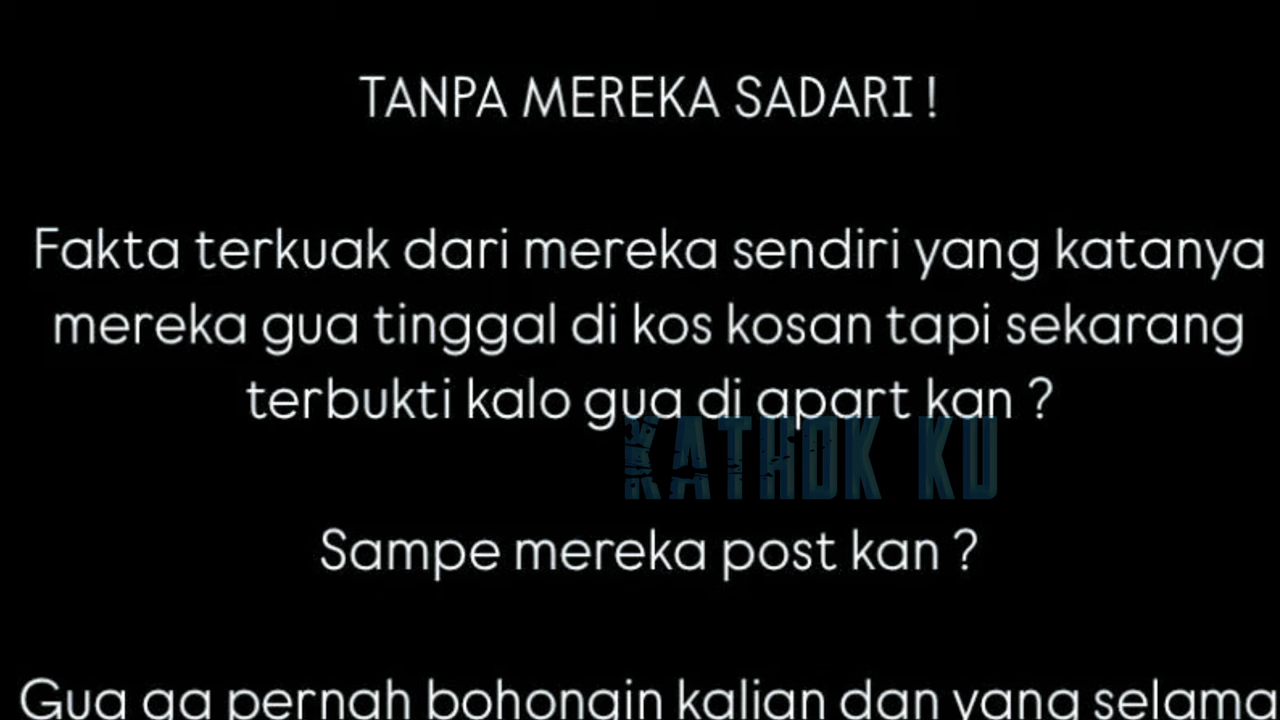 TANPA MEREKA SADARI !
Fakta terkuak dari mereka sendiri yang katanya
mereka gua tinggal di kos kosan tapi sekarang
terbukti kalo gua di apart kan ?
KATHOK KU
Sampe mereka post kan ?
Gua ga pernah bohongin kalian dan yang selama